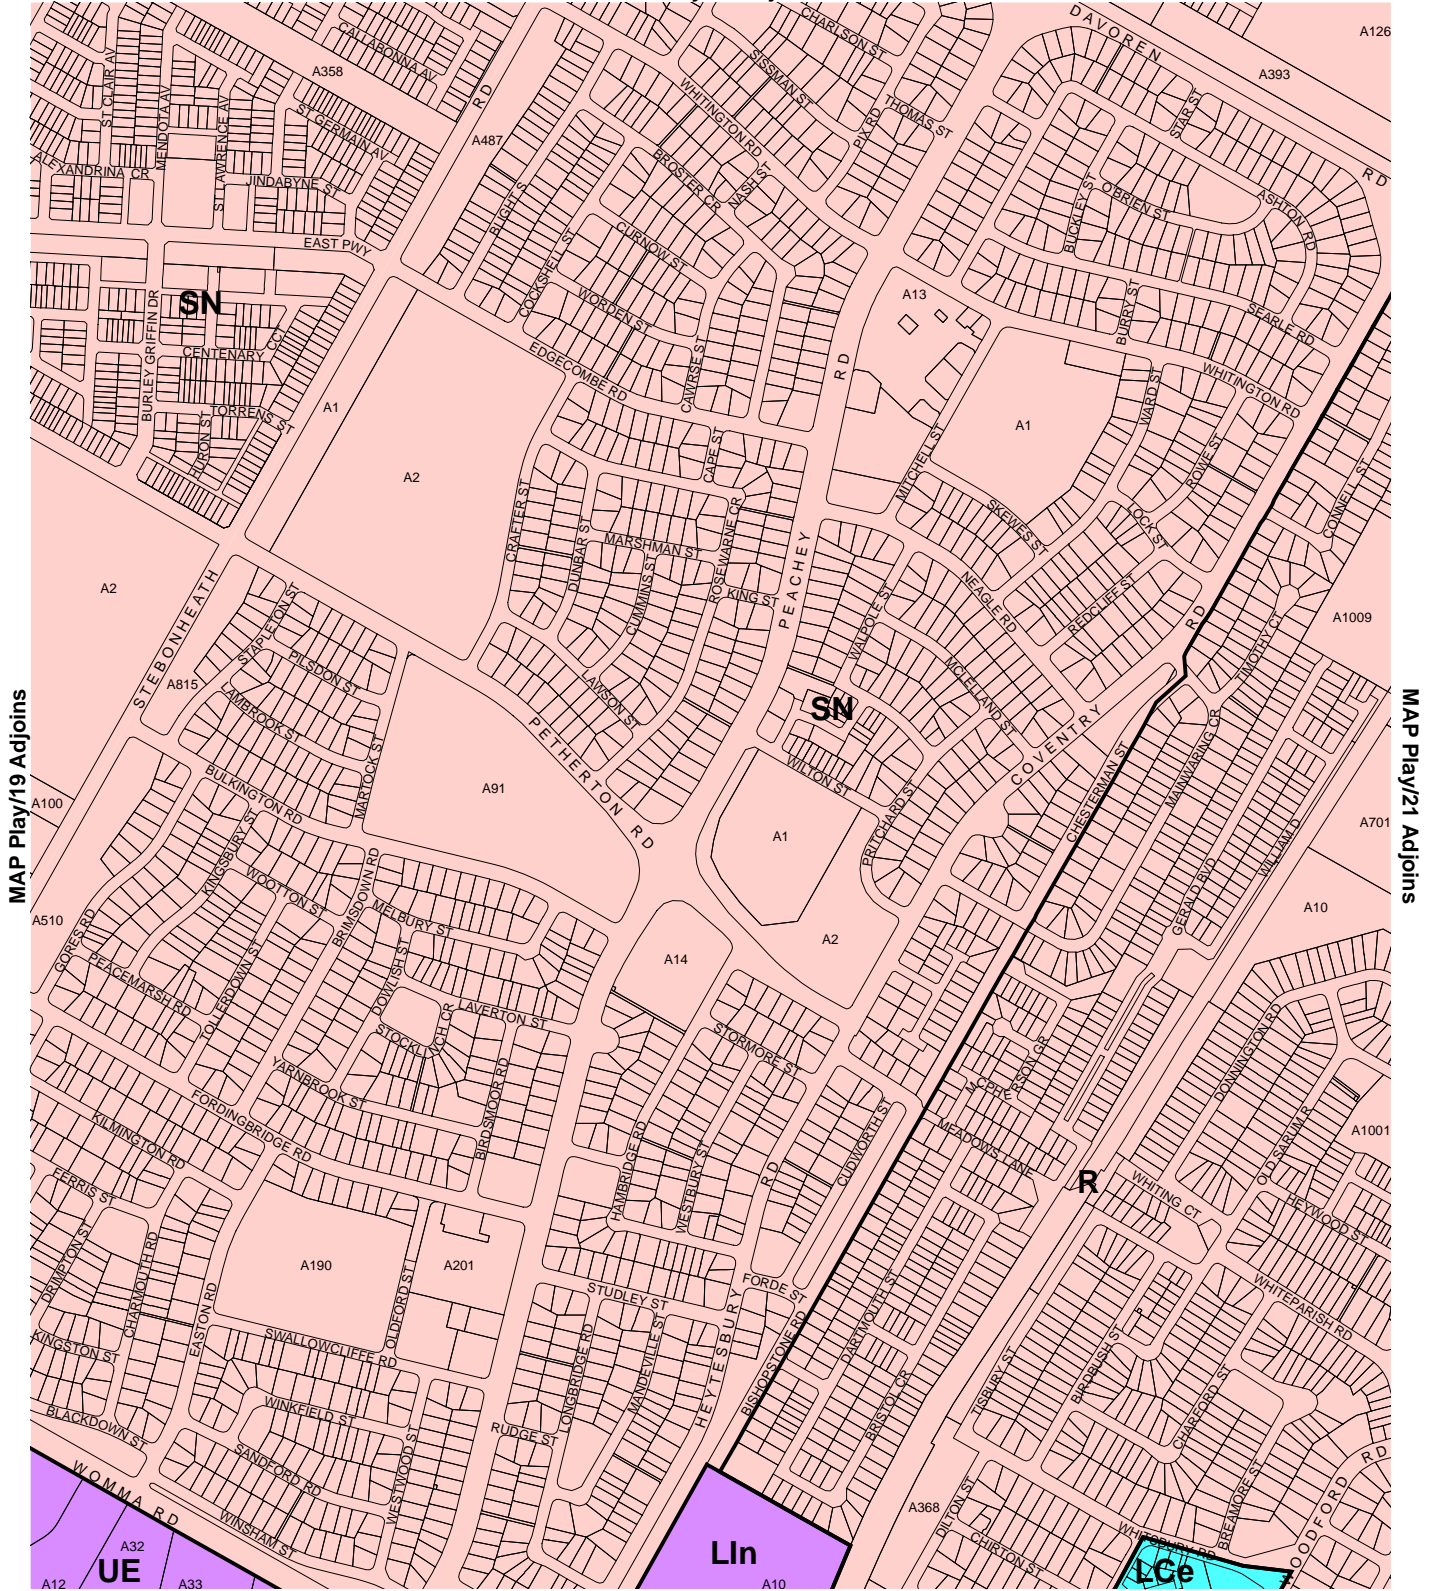 CHARLSON ST
DAVOREN
A126
CALLABONNA AV
SISSMAN ST
A393
A358
ST CLAIR AV
MENDOTA AV
ST LAWRENCE AV
RD
WHITINGTON RD
STAR ST
ST GERMAIN AV
A487
PIX RD
THOMAS ST
ALEXANDRINA CR
JINDABYNE ST
BROSTER CR
NASH ST
RD
BLIGHT S
BUCKLEY ST
O'BRIEN ST
ASHTON RD
EAST PWY
COCKSHELL ST
CURNOW ST
SN
BURLEY GRIFFIN DR
WORDEN ST
A13
BURRY ST
SEARLE RD
CENTENARY CCT
EDGECOMBE RD
CAWRSE ST
RD
WHITINGTON RD
A1
TORRENS ST
HURON ST
WARD ST
A1
A2
CAPE ST
MITCHELL ST
ROWE ST
CONNELL ST
CRAFTER ST
DUNBAR ST
MARSHMAN ST
ROSEWARNE CR
SKEWES ST
LOCK ST
PEACHEY
A2
CUMMINS ST
KING ST
WALPOLE ST
NEAGLE RD
REDCLIFF ST
RD
A1009
STEBONHEATH
STAPLETON ST
PILSDON ST
TIMOTHY CT
A815
LAMBROOK ST
LAWSON ST
MCLELLAND ST
SN
PETHERTON RD
COVENTRY
MAP Play/19 Adjoins
MAP Play/21 Adjoins
MARTOCK ST
BULKINGTON RD
A91
WILTON ST
CHESTERMAN ST
MAINWARING CR
A100
KINGSBURY ST
A1
PRITCHARD ST
A701
WILLIAM D
WOOTTON ST
BRIMSDOWN RD
GERALD BVD
A510
GORES RD
MELBURY ST
A2
A10
PEACEMARSH RD
TOLLERDOWN ST
DOWLISH ST
A14
LAVERTON ST
STOCKLINCH CR
STORMORE ST
DONNINGTON RD
YARNBROOK ST
BIRDSMOOR RD
MCPHERSON GR
FORDINGBRIDGE RD
KILMINGTON RD
CUDWORTH ST
MEADOWS LANE
OLD SARUM R
A1001
FERRIS ST
HAMBRIDGE RD
WESTBURY ST
RD
R
WHITING CT
HEYWOOD ST
DRIMPTON ST
CHARMOUTH RD
A190
A201
EASTON RD
OLDFORD ST
STUDLEY ST
FORDE ST
WHITEPARISH RD
KINGSTON ST
SWALLOWCLIFFE RD
LONGBRIDGE RD
MANDEVILLE ST
HEYTESBURY
BISHOPSTONE RD
DARTMOUTH ST
BRISTOL CR
TISBURY ST
BIRDBUSH ST
CHARFORD ST
BLACKDOWN ST
WINKFIELD ST
RUDGE ST
SANDFORD RD
WESTWOOD ST
RD
WOMMA RD
WINSHAM ST
A368
DILTON ST
BREAMORE ST
WOODFORD
CHIRTON ST
WHITSBURY RD
A32
UE
LIn
LCe
A12
A33
A10